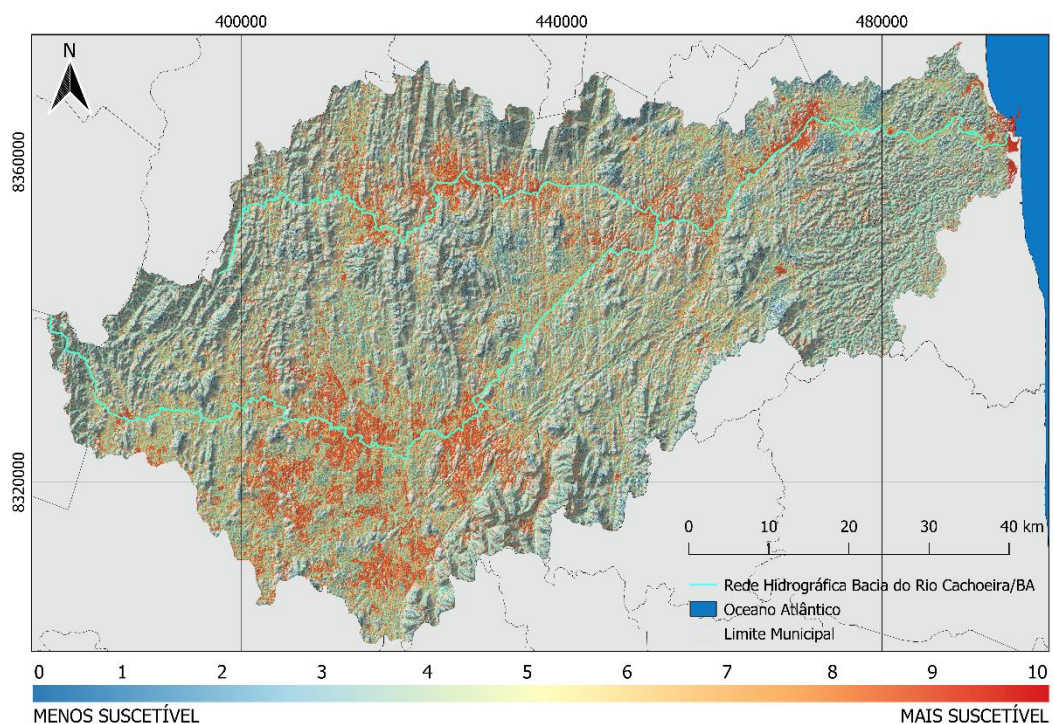 400000 440000 480000
N
8360000
8320000
0 10 20 30 40 km
Rede Hidrográfica Bacia do Rio Cachoeira/BA
Oceano Atlântico
Limite Municipal
0 1 2 3 4 5 6 7 8 9 10
MENOS SUSCETÍVEL MAIS SUSCETÍVEL